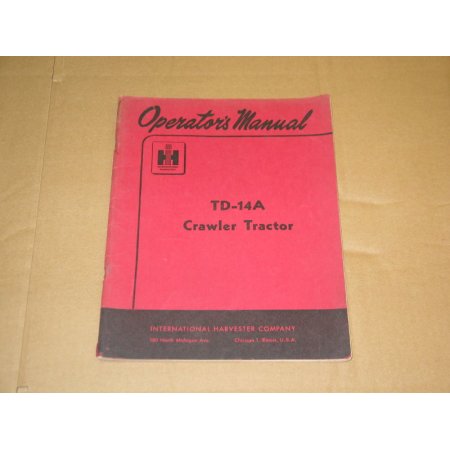 Operator's Manual
IH
TD-14A
Crawler Tractor
INTERNATIONAL HARVESTER COMPANY
180 North Michigan Ave. Chicago 1, Illinois, U.S.A.